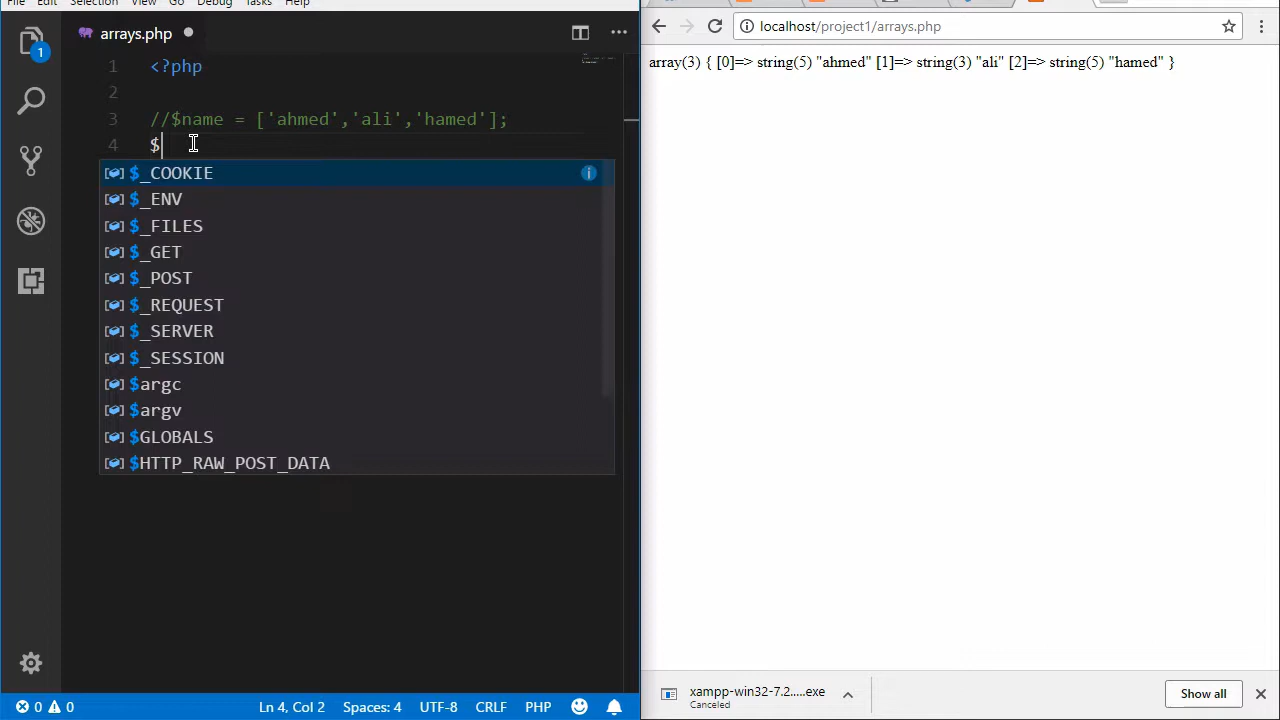 File Edit Selection View Go Debug Tasks Help
arrays.php
1
1 <?php
2
3 //$name = ['ahmed','ali','hamed'];
4 $
$_COOKIE
$_ENV
$_FILES
$_GET
$_POST
$_REQUEST
$_SERVER
$_SESSION
$argc
$argv
$GLOBALS
$HTTP_RAW_POST_DATA
0 0 Ln 4, Col 2 Spaces: 4 UTF-8 CRLF PHP
localhost/project1/arrays.php
array(3) { [0]=> string(5) "ahmed" [1]=> string(3) "ali" [2]=> string(5) "hamed" }
xampp-win32-7.2.....exe
Canceled
Show all